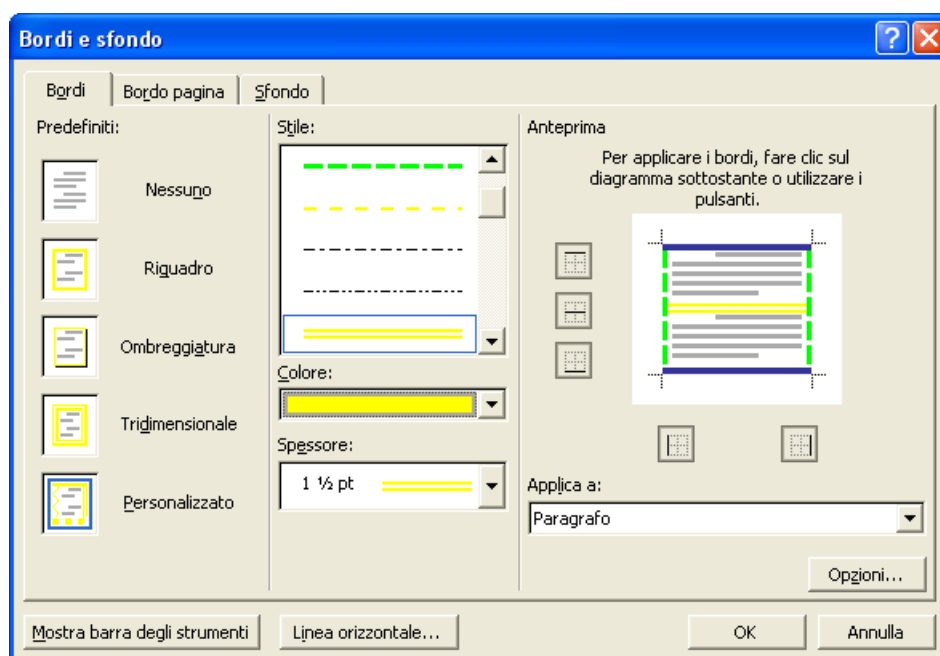 Bordi e sfondo
Bordi
Bordo pagina
Sfondo
Predefiniti:
Nessuno
Riquadro
Ombreggiatura
Tridimensionale
Personalizzato
Stile:
Colore:
Spessore:
1 ½ pt
Anteprima
Per applicare i bordi, fare clic sul
diagramma sottostante o utilizzare i
pulsanti.
Applica a:
Paragrafo
Opzioni...
Mostra barra degli strumenti
Linea orizzontale...
OK
Annulla